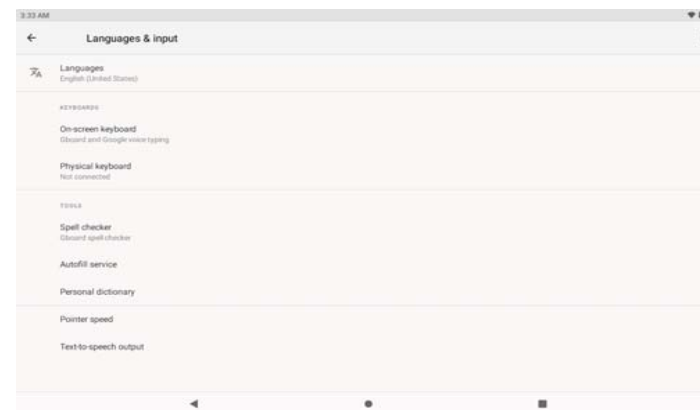 3:33 AM
Languages & input
Languages
English (United States)
KEYBOARDS
On-screen keyboard
Gboard and Google voice typing
Physical keyboard
Not connected
TOOLS
Spell checker
Gboard spell checker
Autofill service
Personal dictionary
Pointer speed
Text-to-speech output